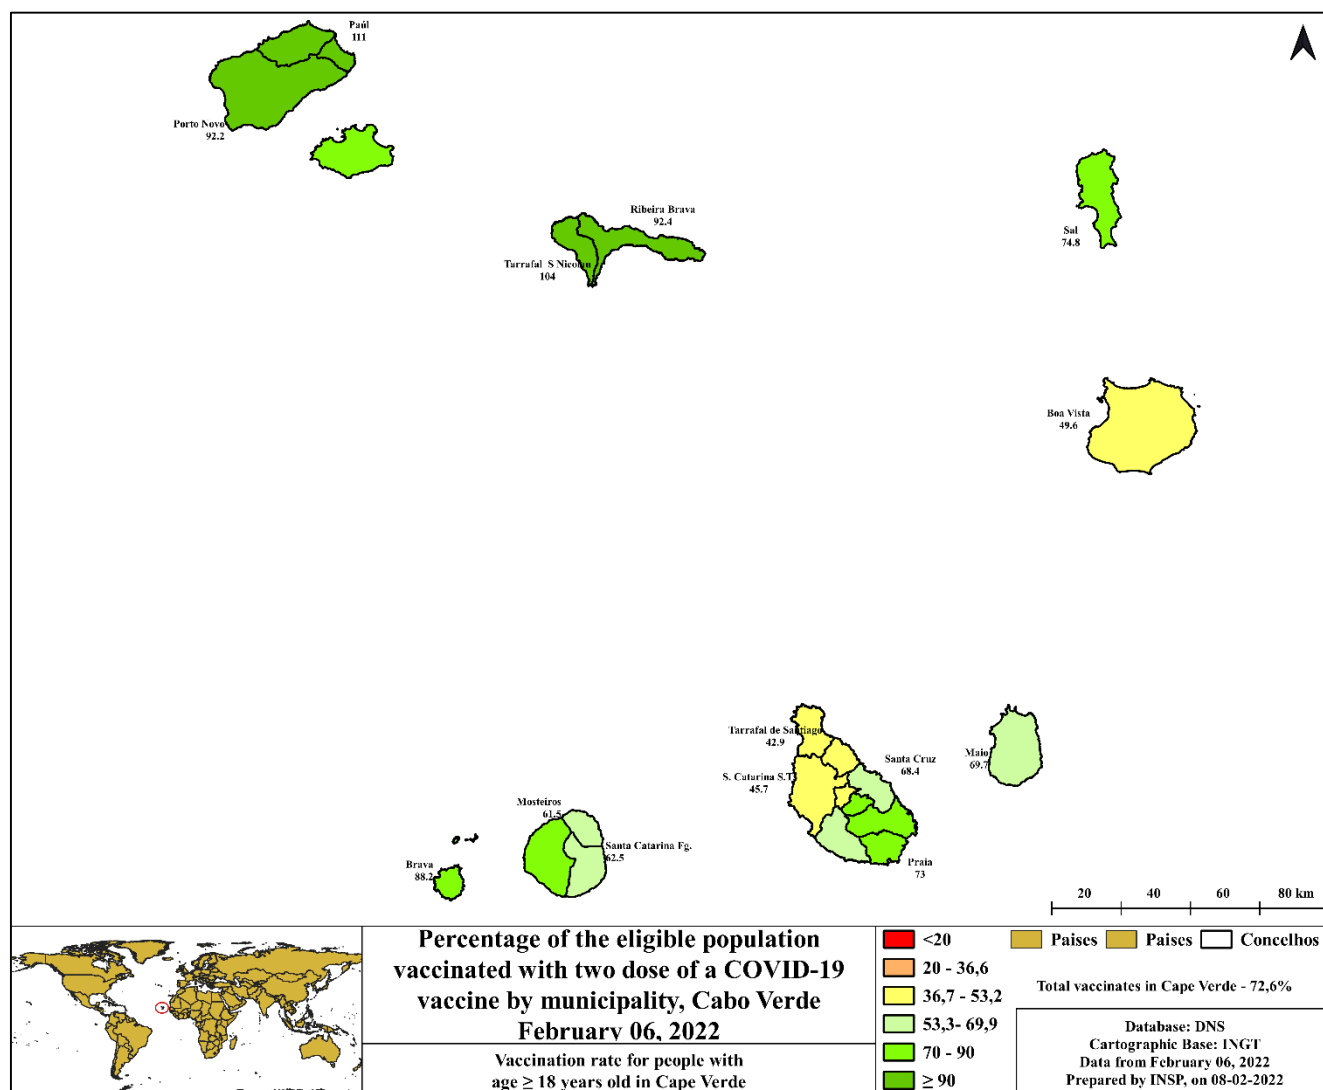 Paúl
111
Porto Novo
92.2
Ribeira Brava
92.4
Tarrafal S Nicolau
104
Sal
74.8
Boa Vista
49.6
Tarrafal de Santiago
42.9
Santa Cruz
68.4
Maio
69.7
S. Catarina S.T
45.7
Mosteiros
61.5
Santa Catarina Fg.
62.5
Brava
88.2
Praia
73
20 40 60 80 km
Percentage of the eligible population
vaccinated with two dose of a COVID-19
vaccine by municipality, Cabo Verde
February 06, 2022
Vaccination rate for people with
age ≥ 18 years old in Cape Verde
<20
20 - 36,6
36,7 - 53,2
53,3- 69,9
70 - 90
≥ 90
Paises Paises Concelhos
Total vaccinates in Cape Verde - 72,6%
Database: DNS
Cartographic Base: INGT
Data from February 06, 2022
Prepared by INSP, on 08-02-2022